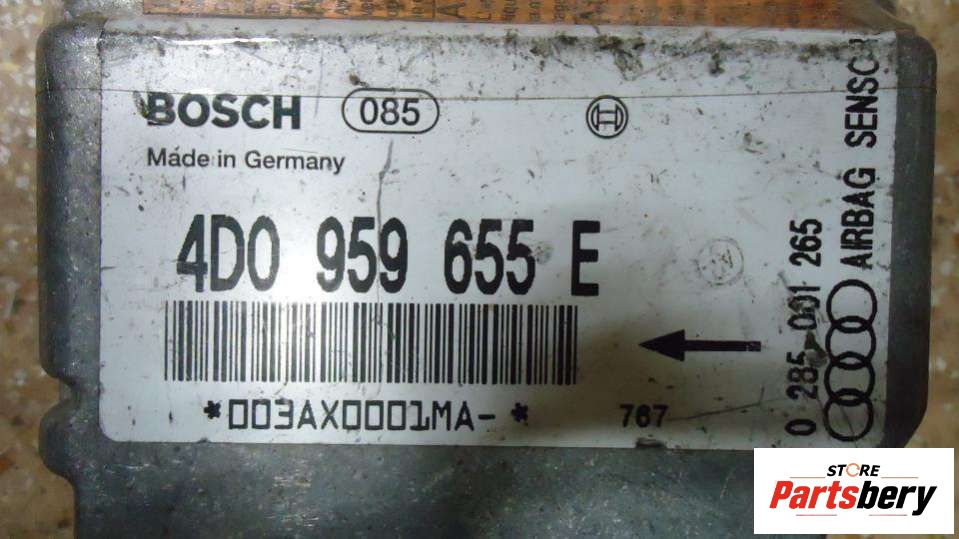 BOSCH 085
Made in Germany
4D0 959 655 E
*003AX0001MA- *
767
0 285 001 265
AIRBAG SENSO
STORE
Partsbery